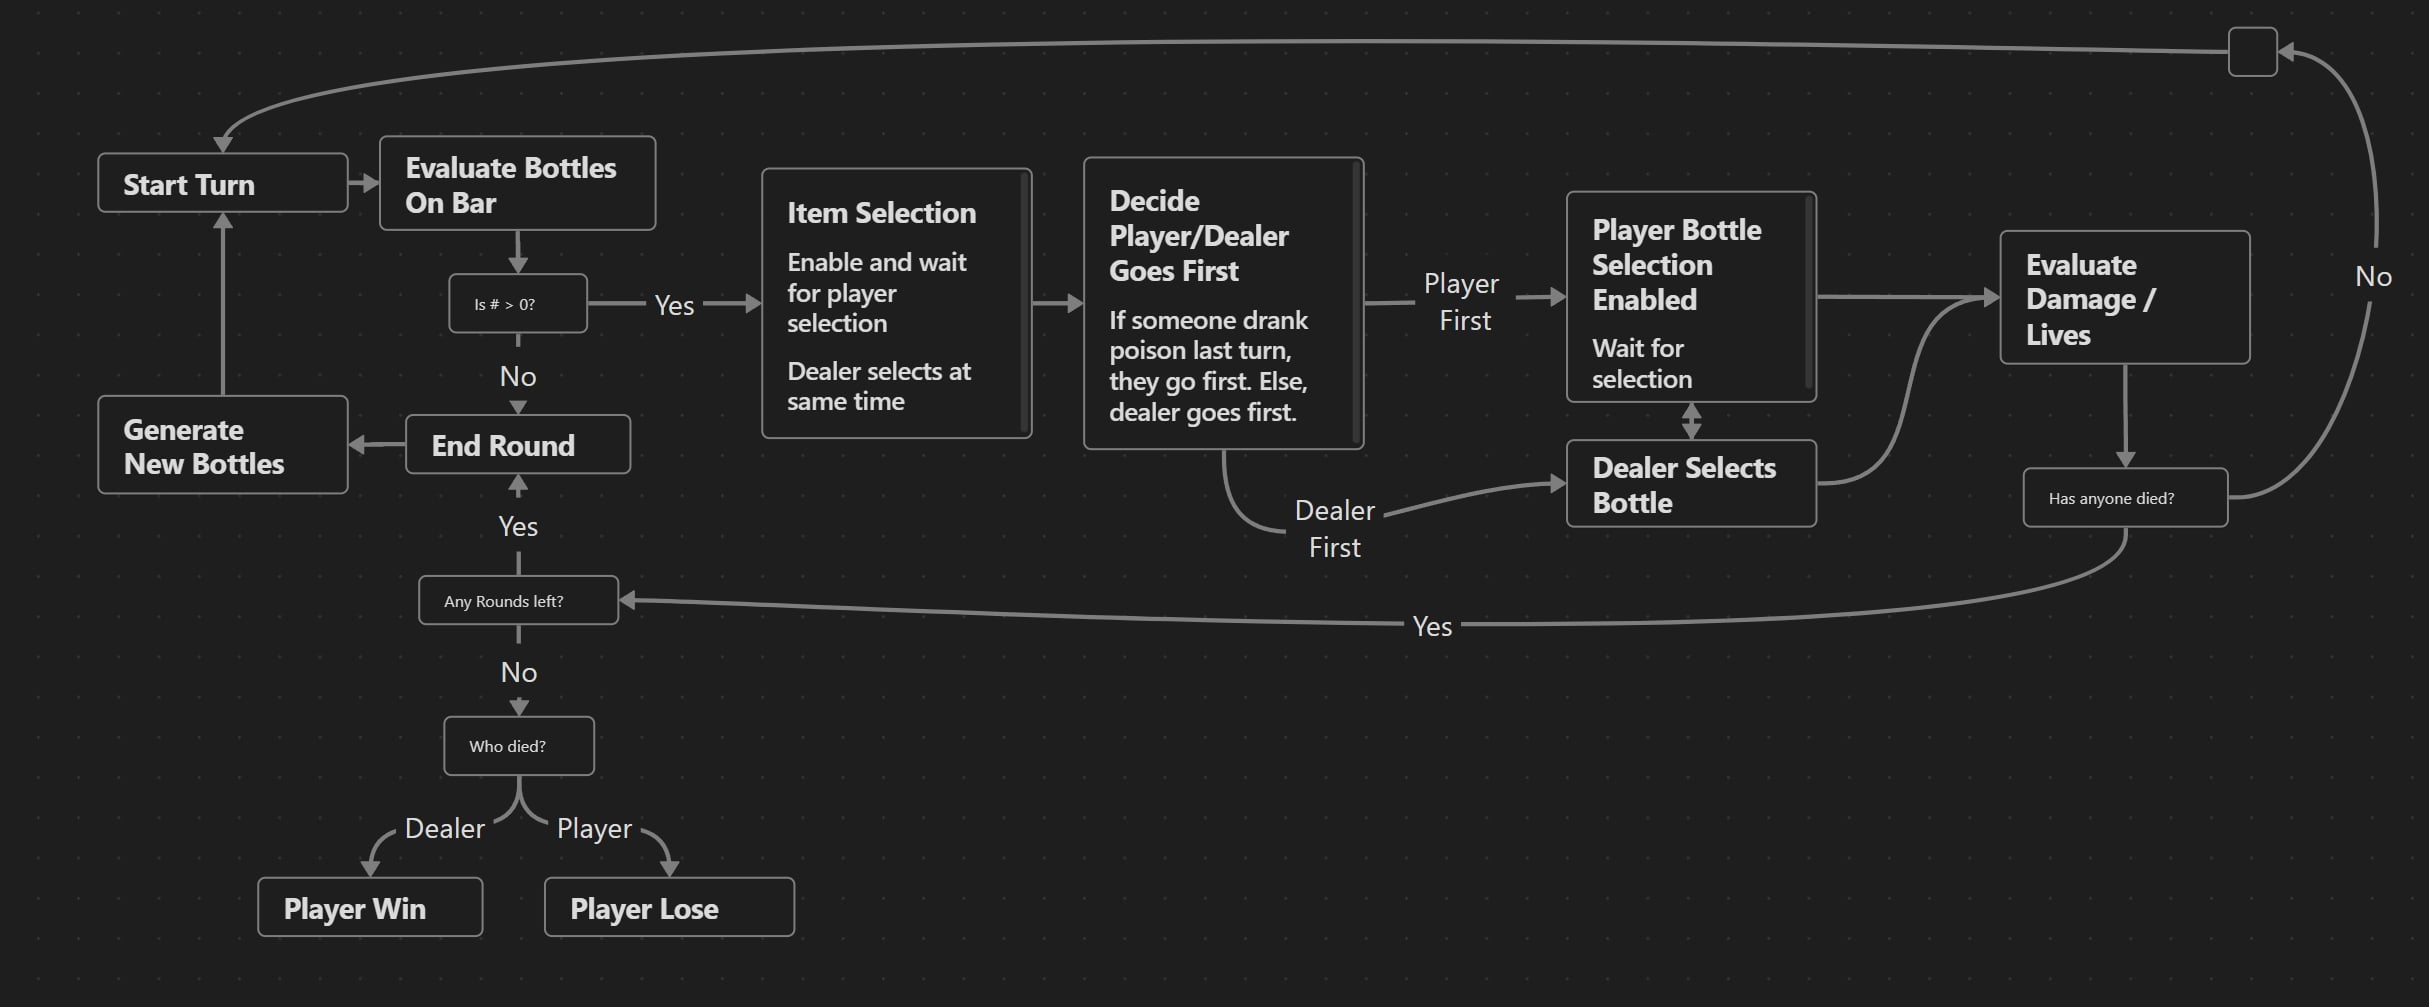 Start Turn
Evaluate Bottles
On Bar
Is # > 0?
Yes
No
End Round
Generate
New Bottles
Item Selection
Enable and wait
for player
selection
Dealer selects at
same time
Decide
Player/Dealer
Goes First
If someone drank
poison last turn,
they go first. Else,
dealer goes first.
Player
First
Dealer
First
Player Bottle
Selection
Enabled
Wait for
selection
Dealer Selects
Bottle
Evaluate
Damage /
Lives
Has anyone died?
No
Yes
Any Rounds left?
Yes
No
Who died?
Dealer
Player
Player Win
Player Lose